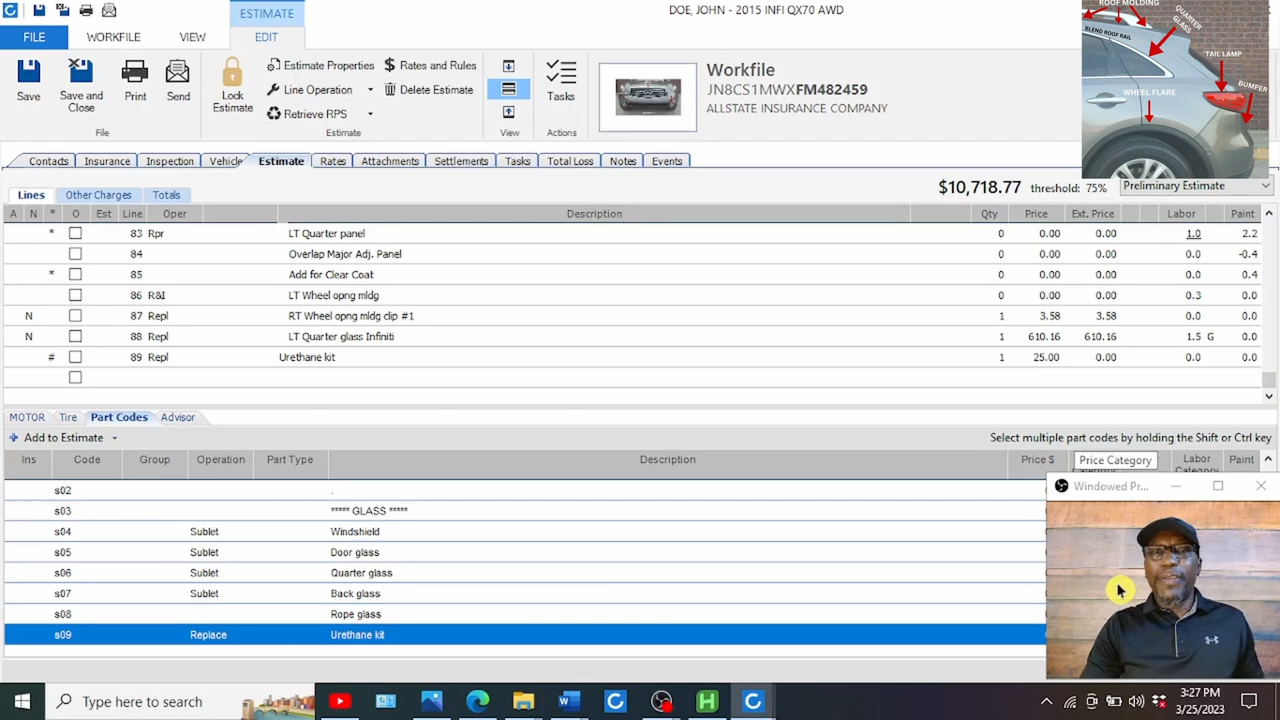 ESTIMATE
DOE, JOHN - 2015 INFI QX70 AWD
FILE WORKFILE VIEW EDIT
Save
Save and Close
Print
Send
File
Lock Estimate
Estimate Properties
Line Operation
Retrieve RPS
Rates and Rules
Delete Estimate
Estimate
View
Tasks
Actions
Workfile
JN8CS1MWXFM482459
ALLSTATE INSURANCE COMPANY
ROOF MOLDING
QUARTER GLASS
BLEND ROOF RAIL
TAIL LAMP
BUMPER
WHEEL FLARE
Contacts Insurance Inspection Vehicle Estimate Rates Attachments Settlements Tasks Total Loss Notes Events
Lines Other Charges Totals
$10,718.77 threshold: 75% Preliminary Estimate
A N * O Est Line Oper Description Qty Price Ext. Price Labor Paint
* 83 Rpr LT Quarter panel 0 0.00 0.00 1.0 2.2
84 Overlap Major Adj. Panel 0 0.00 0.00 0.0 -0.4
* 85 Add for Clear Coat 0 0.00 0.00 0.0 0.4
86 R&I LT Wheel opng mldg 0 0.00 0.00 0.3 0.0
N 87 Repl RT Wheel opng mldg clip #1 1 3.58 3.58 0.0 0.0
N 88 Repl LT Quarter glass Infiniti 1 610.16 610.16 1.5 G 0.0
# 89 Repl Urethane kit 1 25.00 0.00 0.0 0.0
MOTOR Tire Part Codes Advisor
+ Add to Estimate
Select multiple part codes by holding the Shift or Ctrl key
Ins Code Group Operation Part Type Description Price $ Price Category Labor Category Paint
s02 .
s03 ***** GLASS *****
s04 Sublet Windshield
s05 Sublet Door glass
s06 Sublet Quarter glass
s07 Sublet Back glass
s08 Rope glass
s09 Replace Urethane kit
Windowed Pr...
Type here to search
3:27 PM
3/25/2023